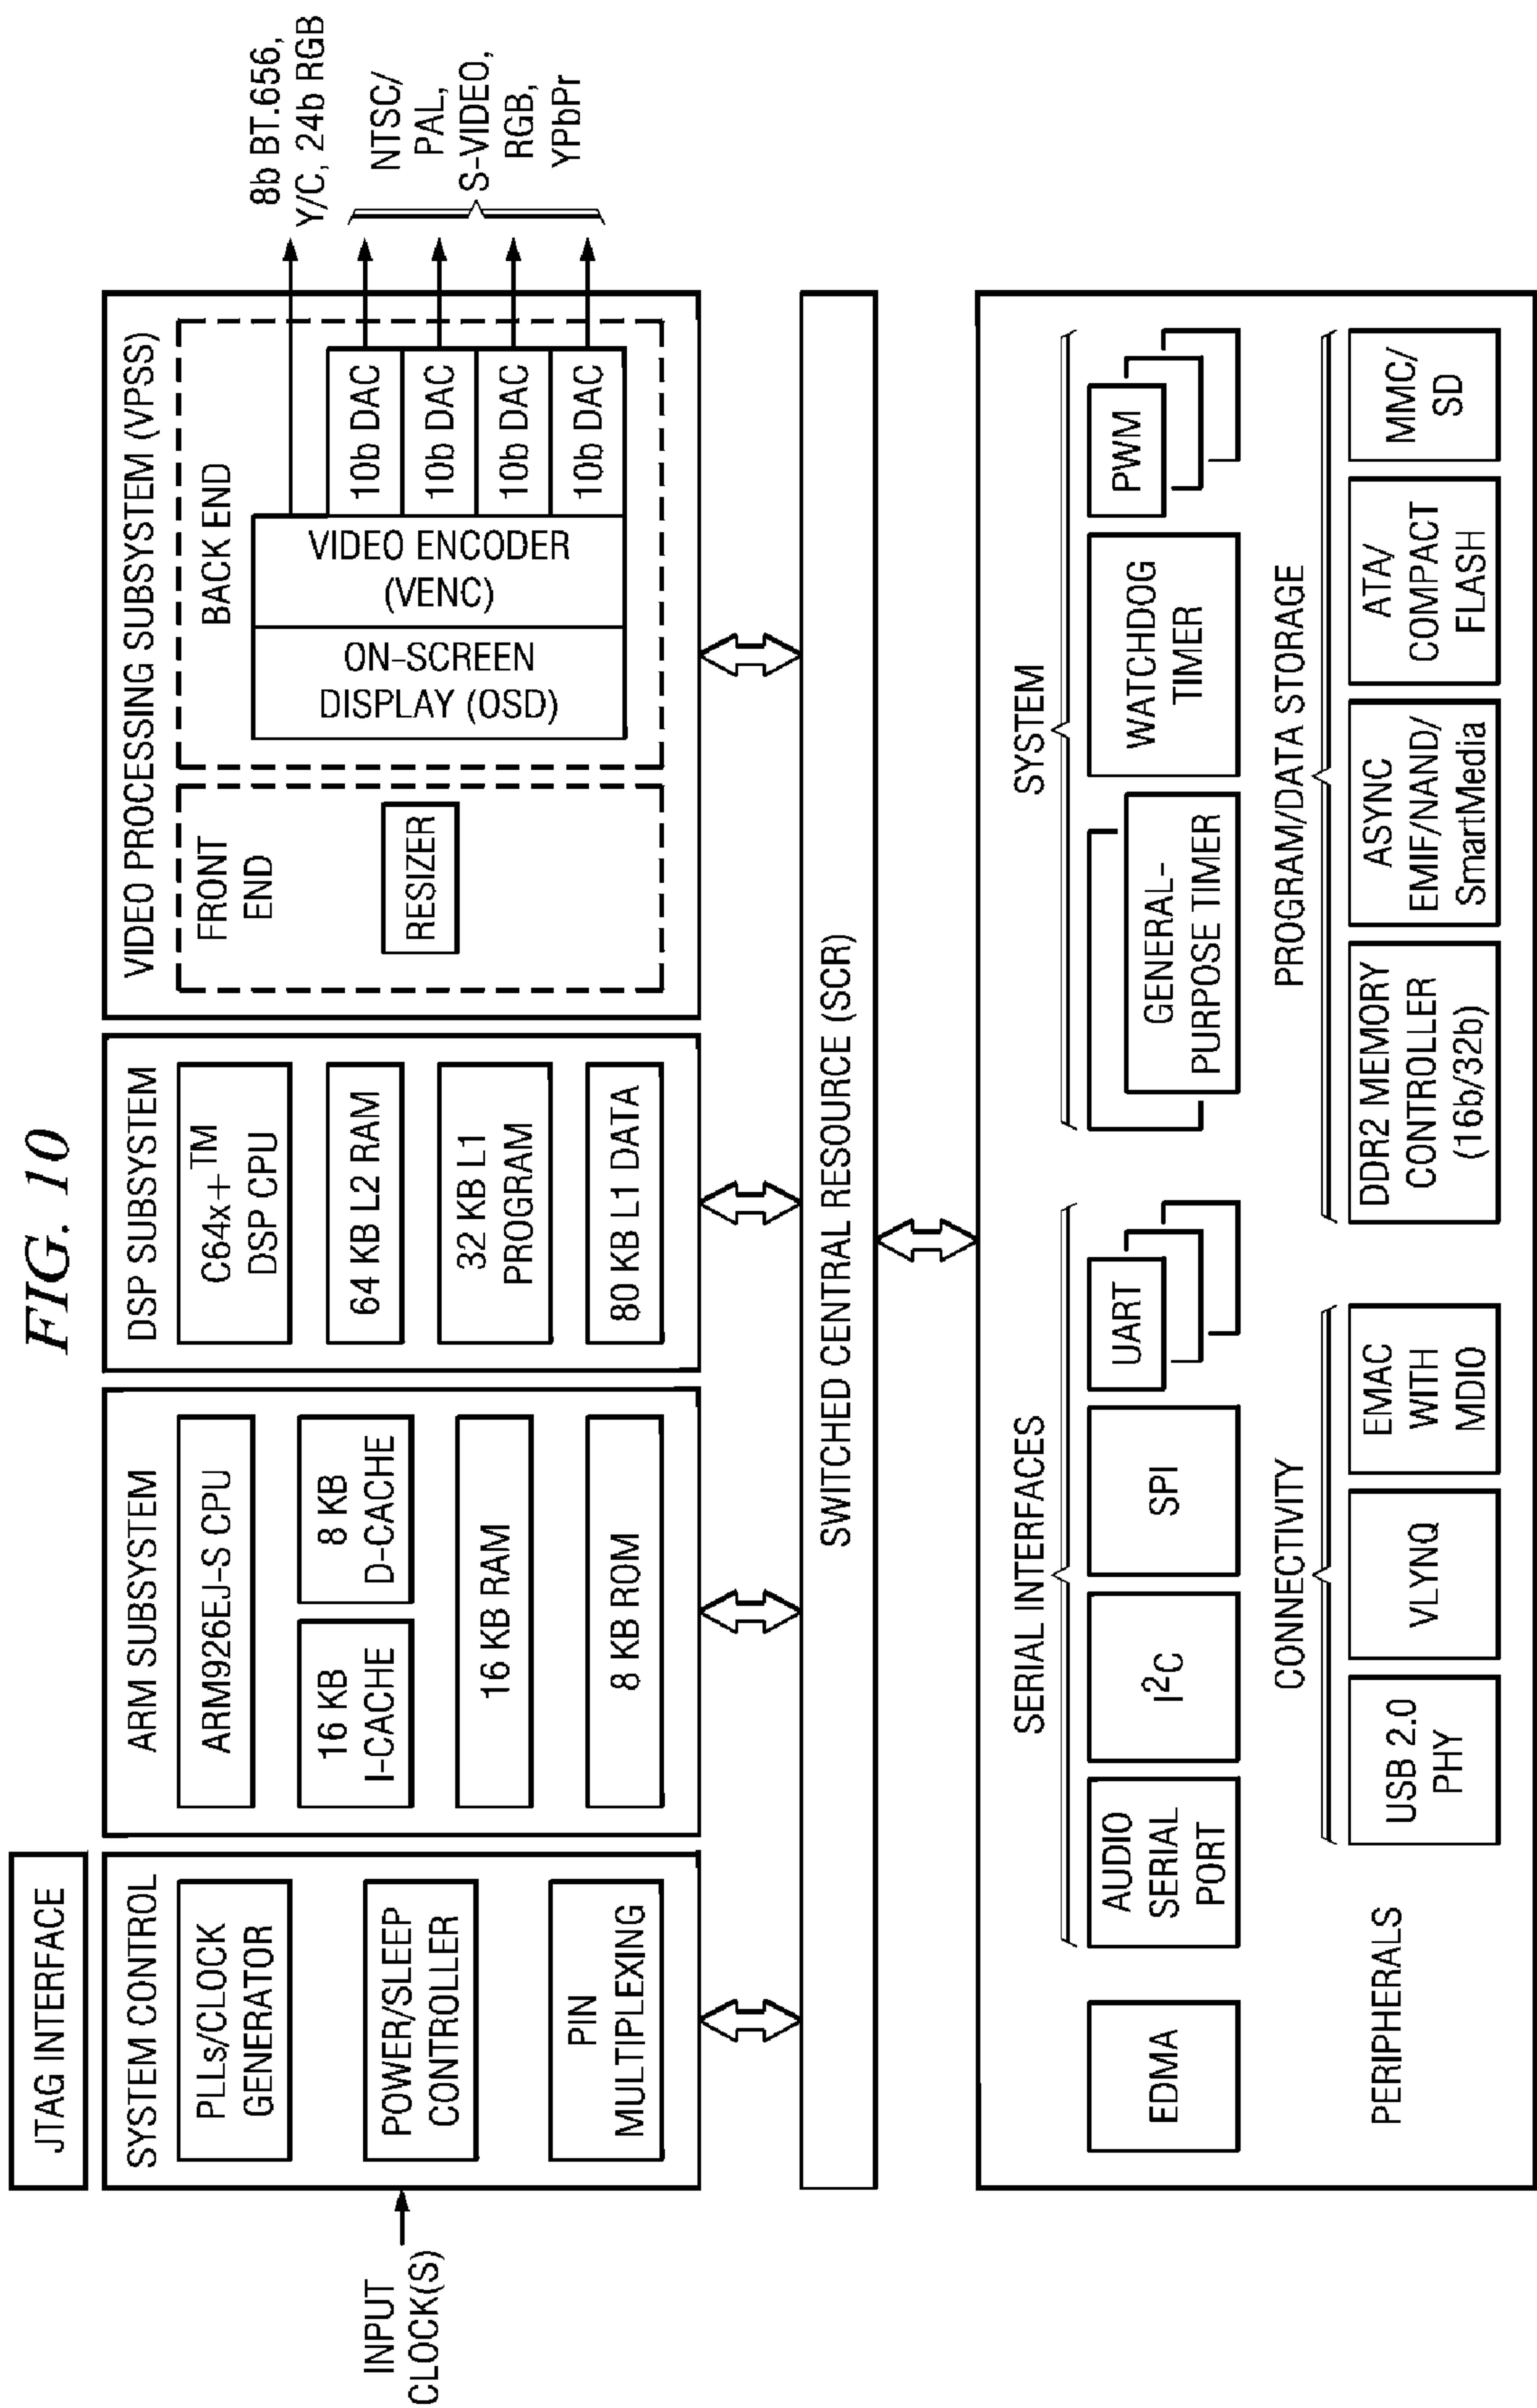 FIG. 10
JTAG INTERFACE
INPUT
CLOCK(S)
SYSTEM CONTROL
PLLs/CLOCK
GENERATOR
POWER/SLEEP
CONTROLLER
PIN
MULTIPLEXING
ARM SUBSYSTEM
ARM926EJ-S CPU
16 KB
I-CACHE
8 KB
D-CACHE
16 KB RAM
8 KB ROM
DSP SUBSYSTEM
C64x+™
DSP CPU
64 KB L2 RAM
32 KB L1
PROGRAM
80 KB L1 DATA
VIDEO PROCESSING SUBSYSTEM (VPSS)
FRONT
END
RESIZER
BACK END
ON-SCREEN
DISPLAY (OSD)
VIDEO ENCODER
(VENC)
10b DAC
10b DAC
10b DAC
10b DAC
8b BT.656,
Y/C, 24b RGB
NTSC/
PAL,
S-VIDEO,
RGB,
YPbPr
SWITCHED CENTRAL RESOURCE (SCR)
PERIPHERALS
EDMA
SERIAL INTERFACES
AUDIO
SERIAL
PORT
I²C
SPI
UART
SYSTEM
GENERAL-
PURPOSE TIMER
WATCHDOG
TIMER
PWM
CONNECTIVITY
USB 2.0
PHY
VLYNQ
EMAC
WITH
MDIO
PROGRAM/DATA STORAGE
DDR2 MEMORY
CONTROLLER
(16b/32b)
ASYNC
EMIF/NAND/
SmartMedia
ATA/
COMPACT
FLASH
MMC/
SD